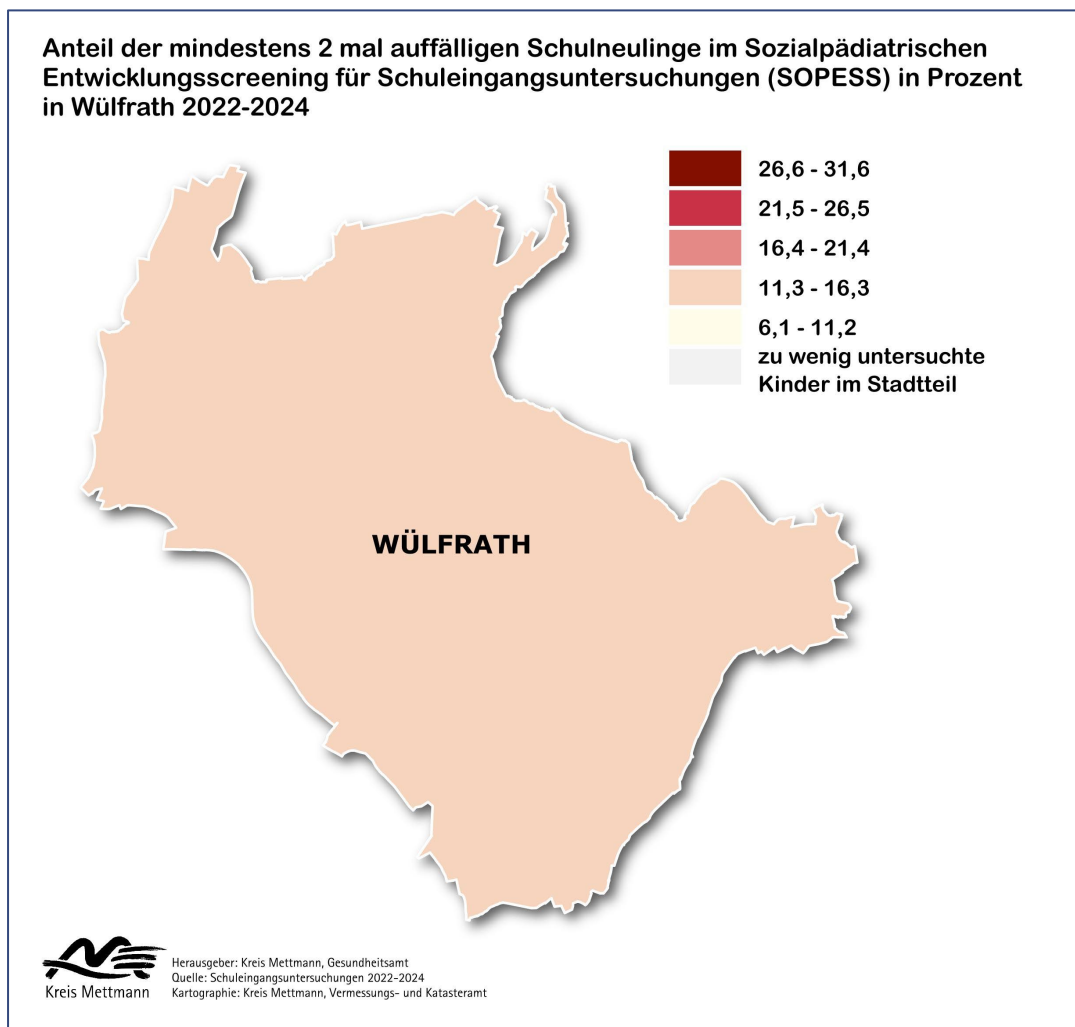 Anteil der mindestens 2 mal auffälligen Schulneulinge im Sozialpädiatrischen
Entwicklungsscreening für Schuleingangsuntersuchungen (SOPESS) in Prozent
in Wülfrath 2022-2024
26,6 - 31,6
21,5 - 26,5
16,4 - 21,4
11,3 - 16,3
6,1 - 11,2
zu wenig untersuchte
Kinder im Stadtteil
WÜLFRATH
Kreis Mettmann
Herausgeber: Kreis Mettmann, Gesundheitsamt
Quelle: Schuleingangsuntersuchungen 2022-2024
Kartographie: Kreis Mettmann, Vermessungs- und Katasteramt